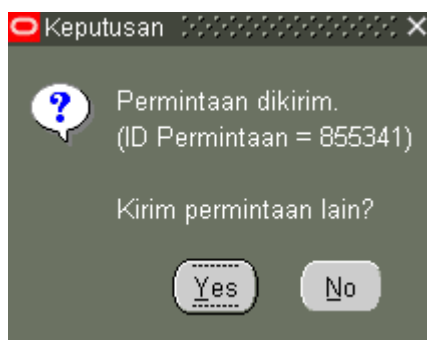 Keputusan
Permintaan dikirim.
(ID Permintaan = 855341)
Kirim permintaan lain?
Yes No